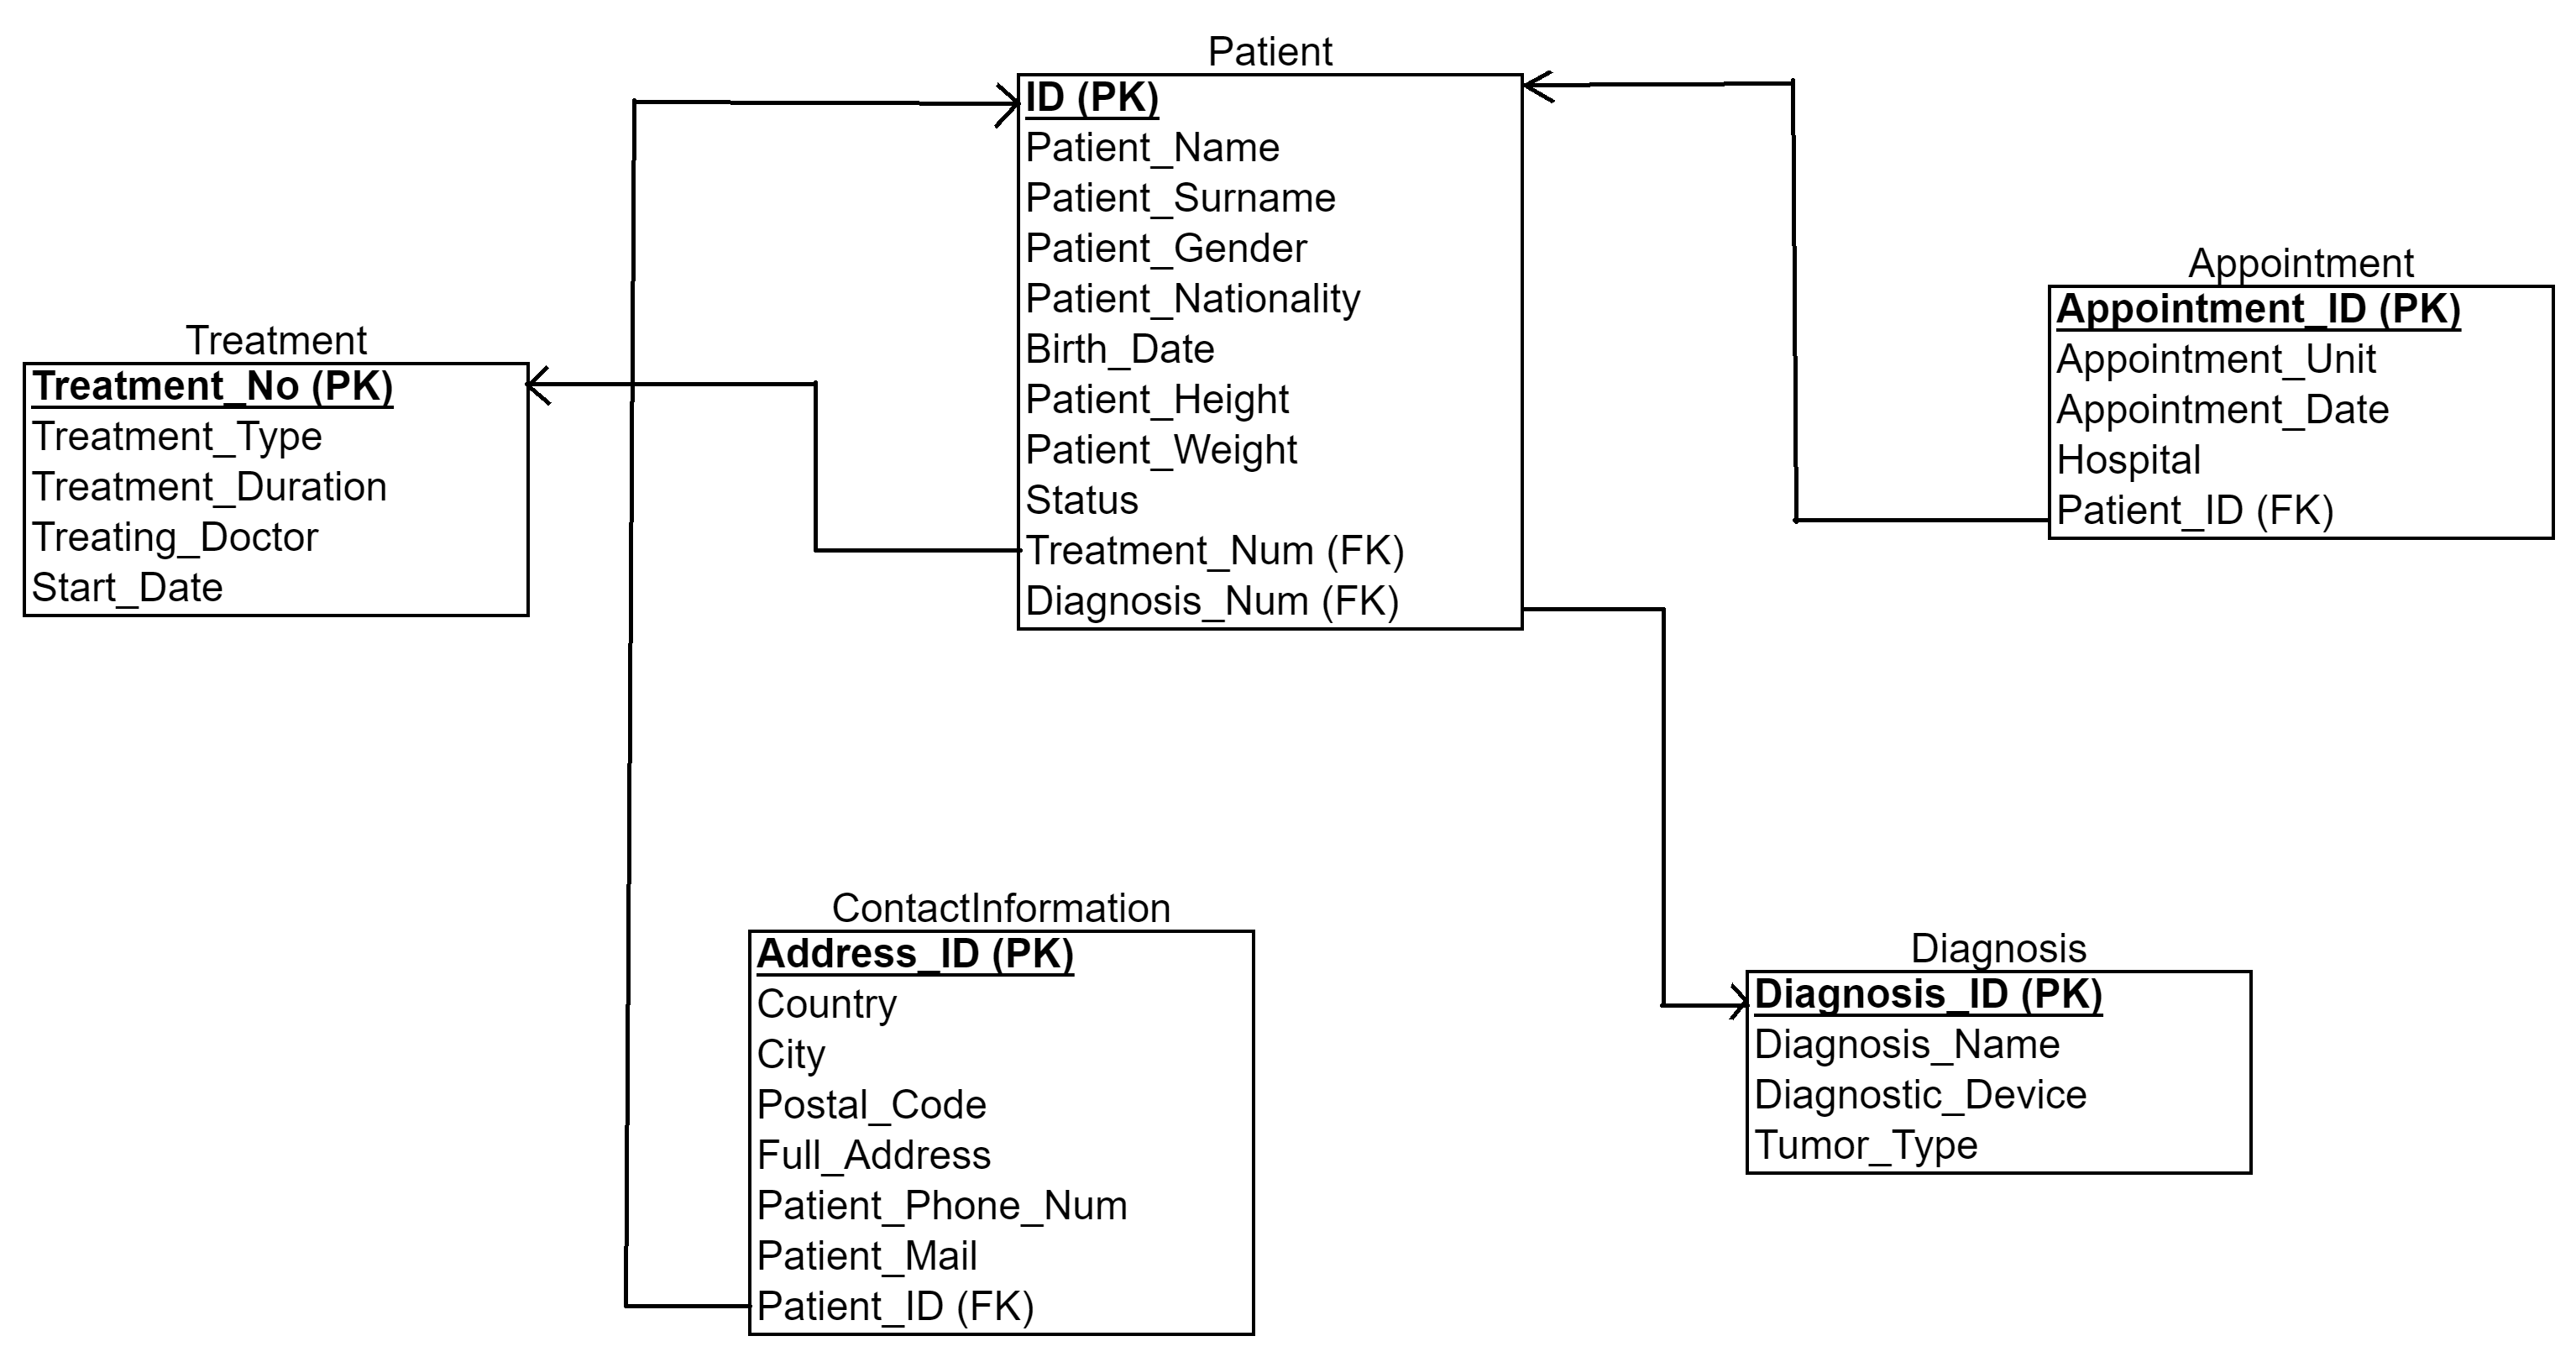 Patient
ID (PK)
Patient_Name
Patient_Surname
Patient_Gender
Patient_Nationality
Birth_Date
Patient_Height
Patient_Weight
Status
Treatment_Num (FK)
Diagnosis_Num (FK)
Appointment
Appointment_ID (PK)
Appointment_Unit
Appointment_Date
Hospital
Patient_ID (FK)
Treatment
Treatment_No (PK)
Treatment_Type
Treatment_Duration
Treating_Doctor
Start_Date
ContactInformation
Address_ID (PK)
Country
City
Postal_Code
Full_Address
Patient_Phone_Num
Patient_Mail
Patient_ID (FK)
Diagnosis
Diagnosis_ID (PK)
Diagnosis_Name
Diagnostic_Device
Tumor_Type